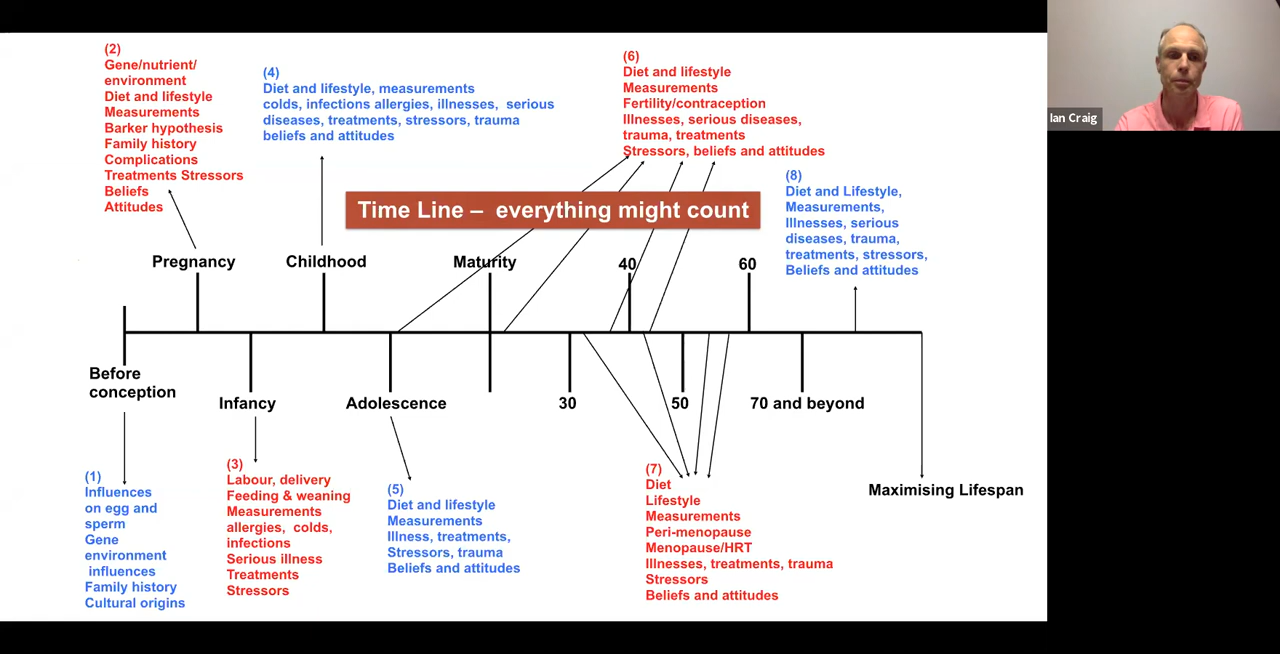 (2)
Gene/nutrient/
environment
Diet and lifestyle
Measurements
Barker hypothesis
Family history
Complications
Treatments Stressors
Beliefs
Attitudes
(4)
Diet and lifestyle, measurements
colds, infections allergies, illnesses, serious
diseases, treatments, stressors, trauma
beliefs and attitudes
(6)
Diet and lifestyle
Measurements
Fertility/contraception
Illnesses, serious diseases,
trauma, treatments
Stressors, beliefs and attitudes
Ian Craig
(8)
Diet and Lifestyle,
Measurements,
Illnesses, serious
diseases, trauma,
treatments, stressors,
Beliefs and attitudes
Time Line – everything might count
Pregnancy
Childhood
Maturity
40
60
Before
conception
Infancy
Adolescence
30
50
70 and beyond
(1)
Influences
on egg and
sperm
Gene
environment
influences
Family history
Cultural origins
(3)
Labour, delivery
Feeding & weaning
Measurements
allergies, colds,
infections
Serious illness
Treatments
Stressors
(5)
Diet and lifestyle
Measurements
Illness, treatments,
Stressors, trauma
Beliefs and attitudes
(7)
Diet
Lifestyle
Measurements
Peri-menopause
Menopause/HRT
Illnesses, treatments, trauma
Stressors
Beliefs and attitudes
Maximising Lifespan